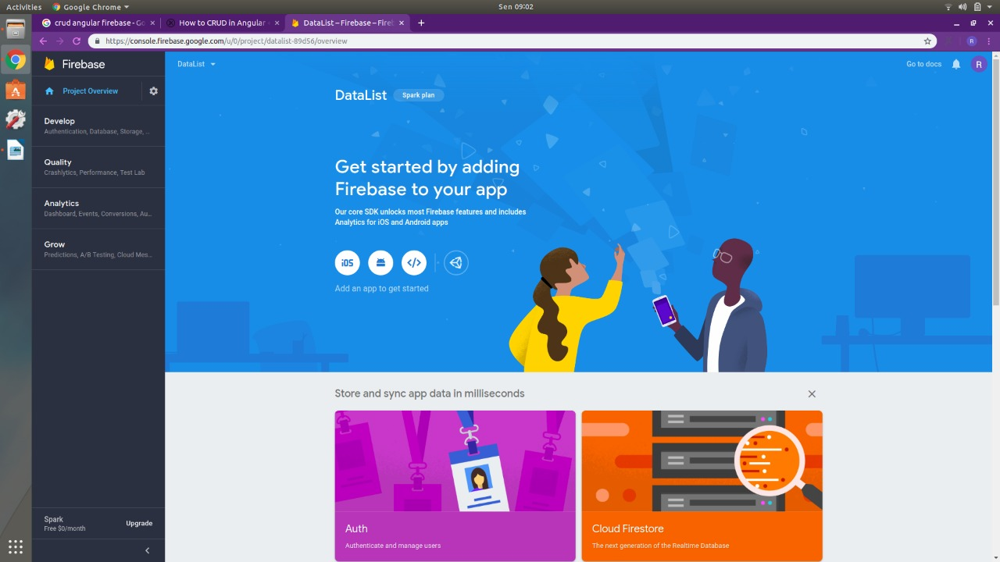 Activities
Google Chrome
Sen 09:02
crud angular firebase - Go
How to CRUD in Angular +
DataList – Firebase – Fireb
https://console.firebase.google.com/u/0/project/datalist-89d56/overview
R
Firebase
DataList
Go to docs
R
Project Overview
Develop
Authentication, Database, Storage, ...
Quality
Crashlytics, Performance, Test Lab
Analytics
Dashboard, Events, Conversions, Au...
Grow
Predictions, A/B Testing, Cloud Mes...
Spark
Free $0/month
Upgrade
DataList
Spark plan
Get started by adding
Firebase to your app
Our core SDK unlocks most Firebase features and includes
Analytics for iOS and Android apps
iOS
Add an app to get started
Store and sync app data in milliseconds
Auth
Authenticate and manage users
Cloud Firestore
The next generation of the Realtime Database